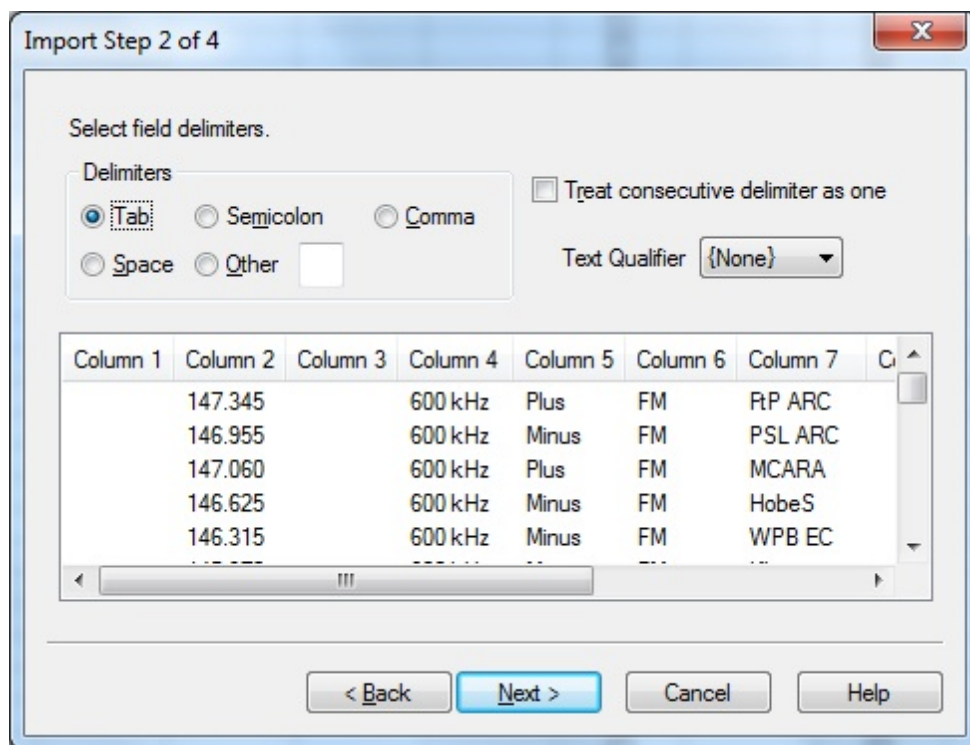 Import Step 2 of 4
Select field delimiters.
Delimiters
Tab Semicolon Comma
Space Other
Treat consecutive delimiter as one
Text Qualifier {None}
Column 1 Column 2 Column 3 Column 4 Column 5 Column 6 Column 7
147.345 600 kHz Plus FM FtP ARC
146.955 600 kHz Minus FM PSL ARC
147.060 600 kHz Plus FM MCARA
146.625 600 kHz Minus FM HobeS
146.315 600 kHz Minus FM WPB EC
< Back Next > Cancel Help